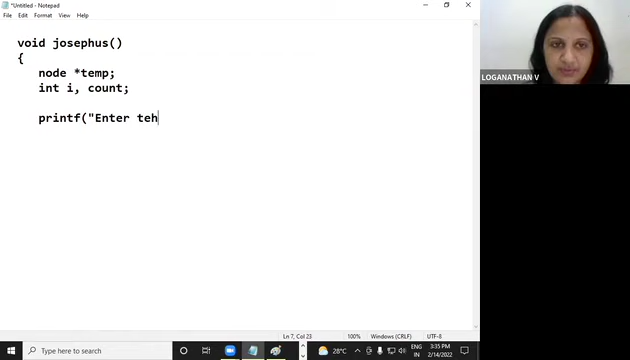 *Untitled - Notepad
File Edit Format View Help
void josephus()
{
node *temp;
int i, count;
printf("Enter teh
LOGANATHAN V
Ln 7, Col 23 100% Windows (CRLF) UTF-8
Type here to search
28°C
ENG
IN
3:35 PM
2/14/2022